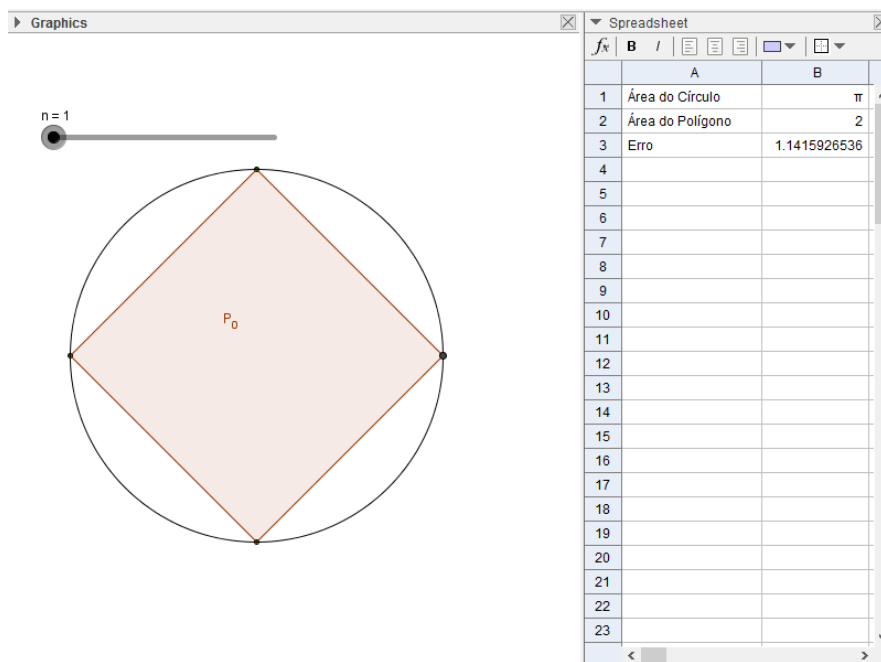 Graphics
n = 1
P0
Spreadsheet
fx B I
A B
1 Área do Círculo π
2 Área do Polígono 2
3 Erro 1.1415926536
4
5
6
7
8
9
10
11
12
13
14
15
16
17
18
19
20
21
22
23